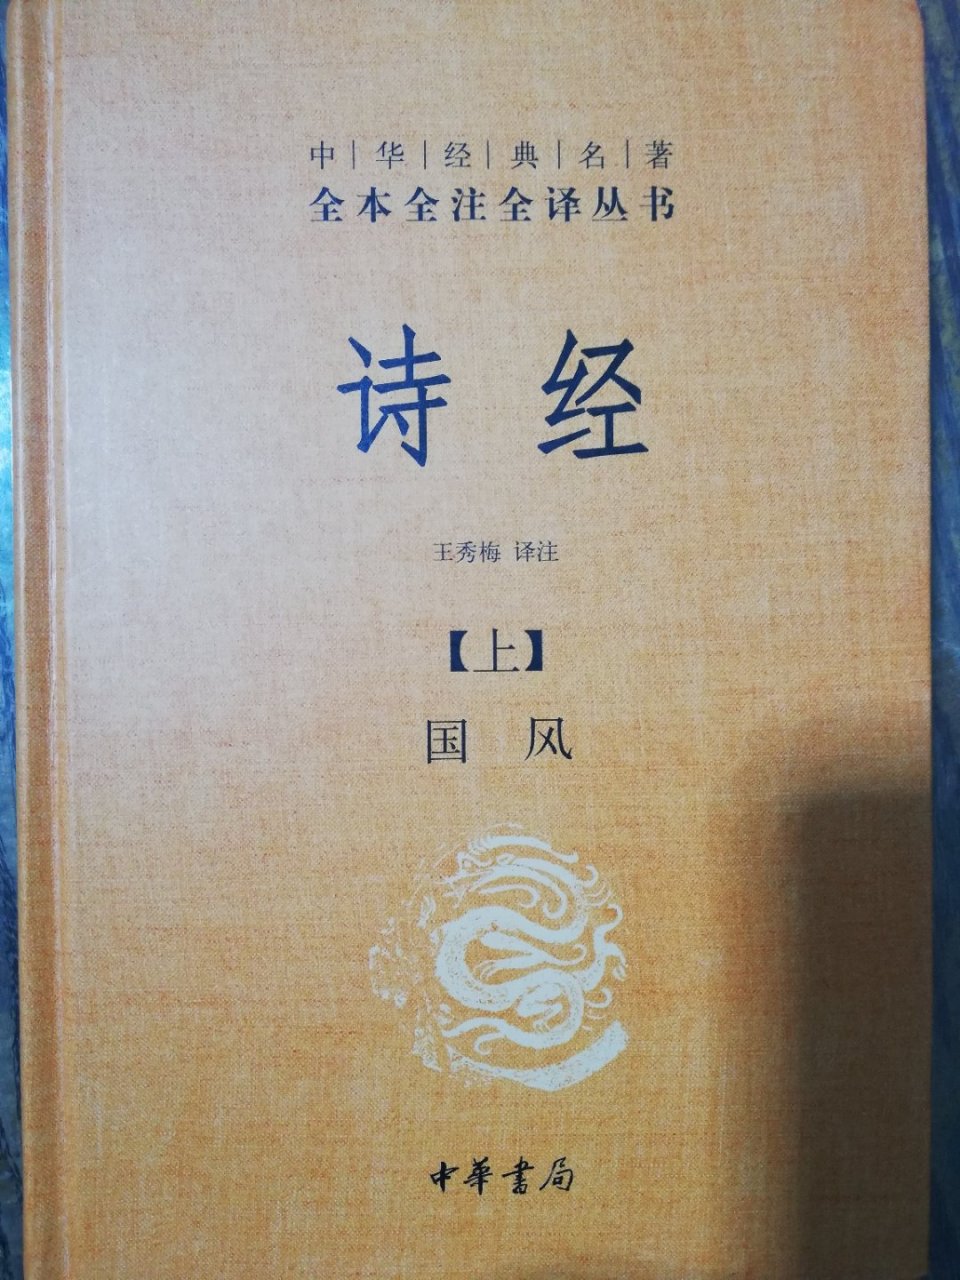 中|华|经|典|名|著
全本全注全译丛书
诗经
王秀梅 译注
【上】
国风
中華書局